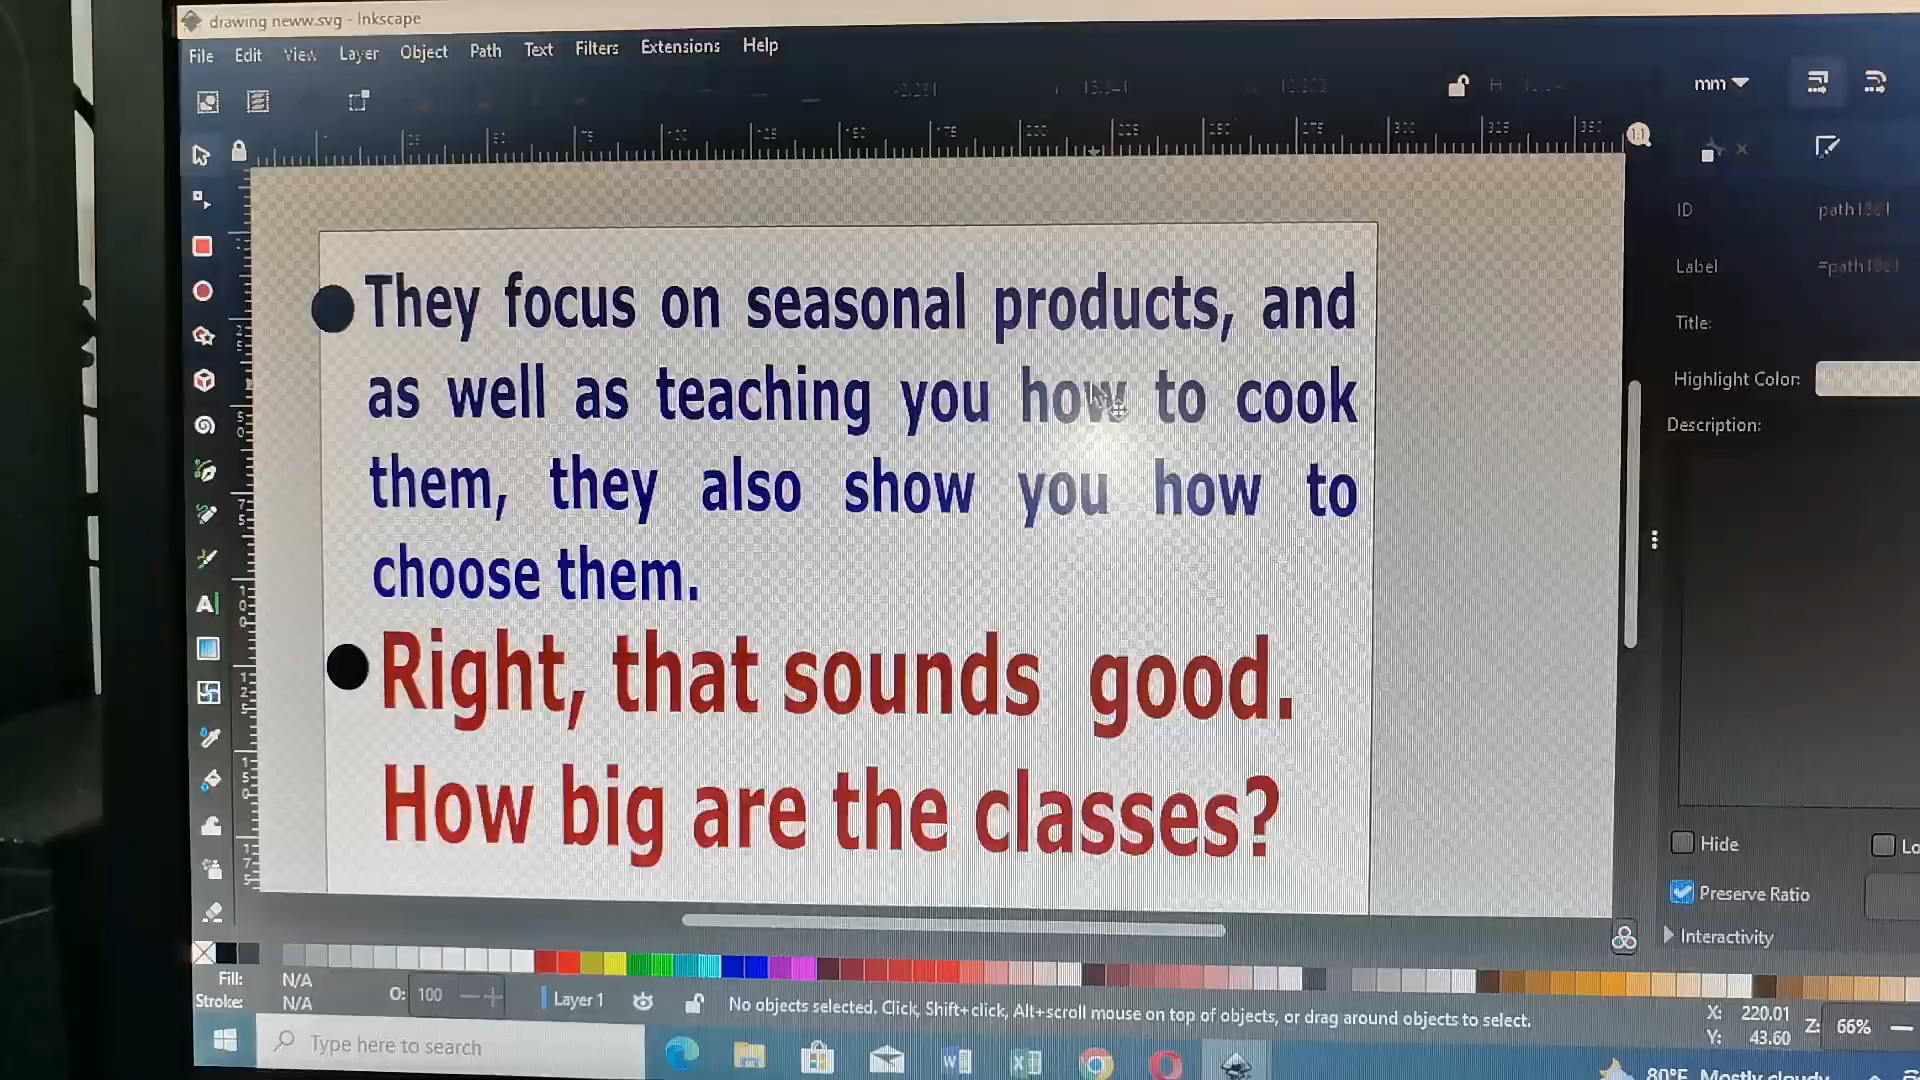 drawing neww.svg - Inkscape
File Edit View Layer Object Path Text Filters Extensions Help
mm
ID
Label
Title:
Highlight Color:
Description:
They focus on seasonal products, and
as well as teaching you how to cook
them, they also show you how to
choose them.
Right, that sounds good.
How big are the classes?
Hide
Preserve Ratio
Interactivity
Fill: N/A
Stroke: N/A
O: 100
Layer 1
No objects selected. Click, Shift+click, Alt+scroll mouse on top of objects, or drag around objects to select.
X: 220.01
Y: 43.60
Z: 66%
Type here to search
80°F Mostly cloudy